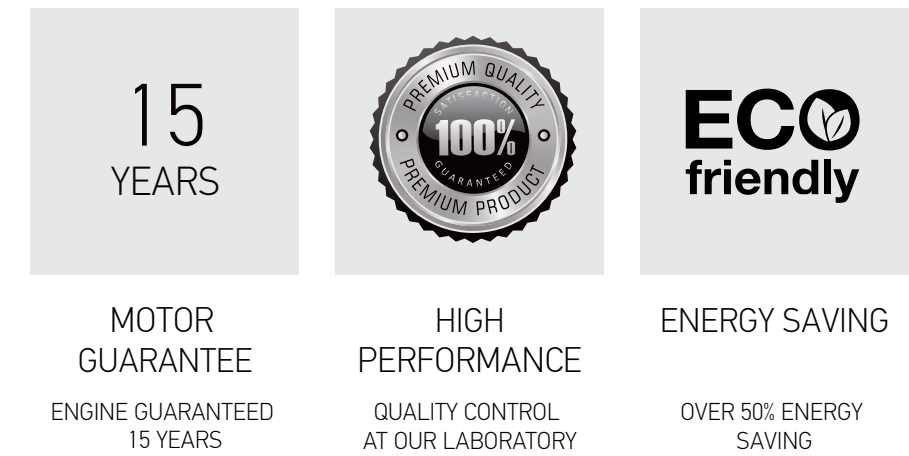 15
YEARS
PREMIUM QUALITY
SATISFACTION
100%
GUARANTEED
PREMIUM PRODUCT
ECO
friendly
MOTOR
GUARANTEE
ENGINE GUARANTEED
15 YEARS
HIGH
PERFORMANCE
QUALITY CONTROL
AT OUR LABORATORY
ENERGY SAVING
OVER 50% ENERGY
SAVING